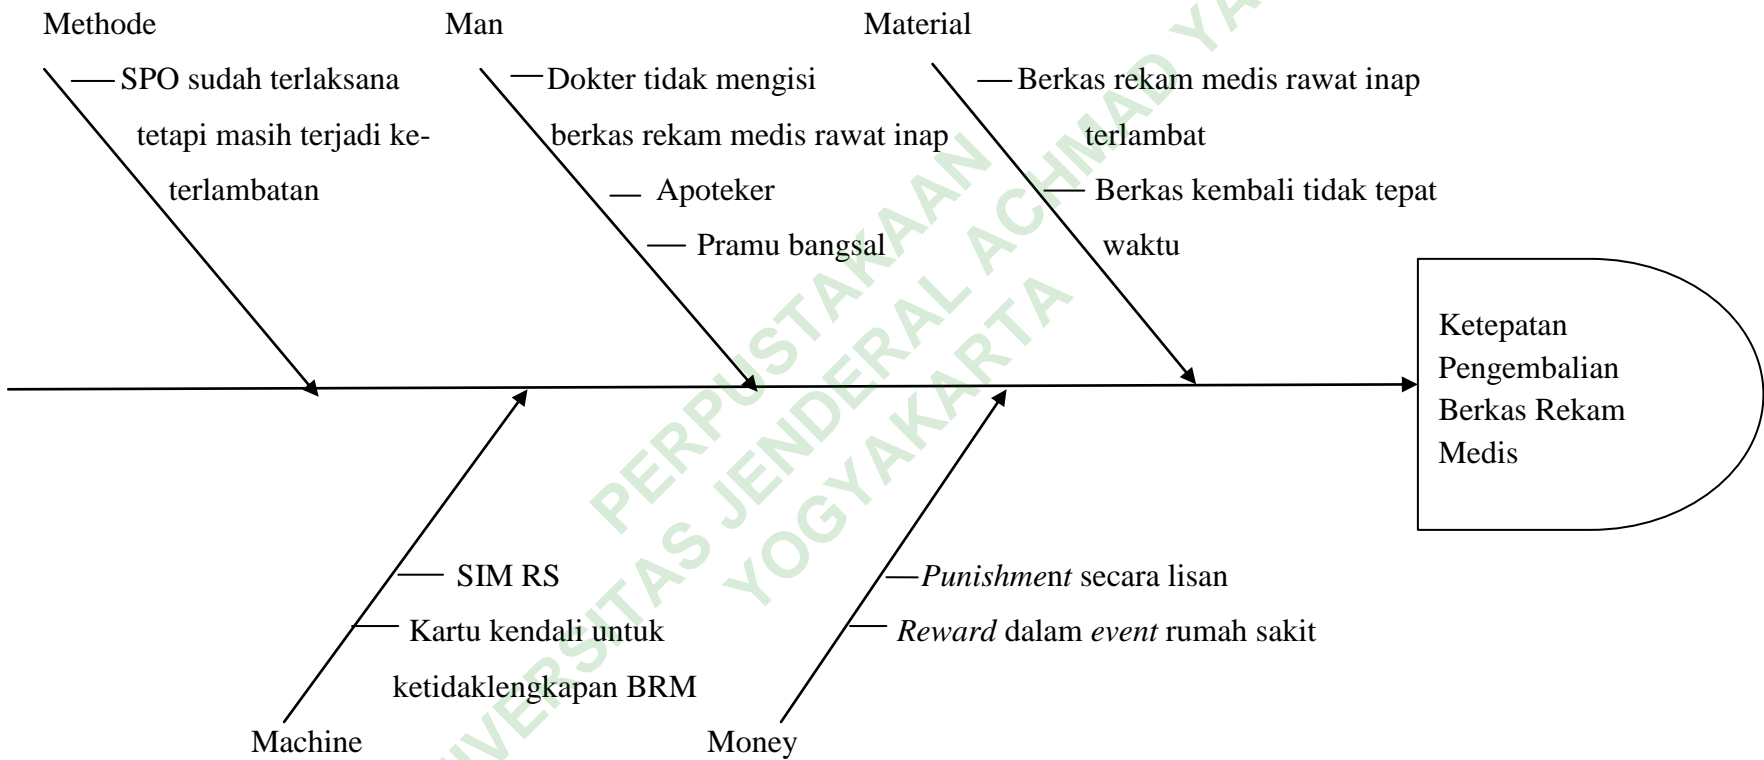 Methode
SPO sudah terlaksana
tetapi masih terjadi ke-
terlambatan
Man
Dokter tidak mengisi
berkas rekam medis rawat inap
Apoteker
Pramu bangsal
Material
Berkas rekam medis rawat inap
terlambat
Berkas kembali tidak tepat
waktu
Ketepatan
Pengembalian
Berkas Rekam
Medis
SIM RS
Kartu kendali untuk
ketidaklengkapan BRM
Machine
Punishment secara lisan
Reward dalam event rumah sakit
Money
PERPUSTAKAAN
JENDERAL ACHMAD
YOGYAKARTA